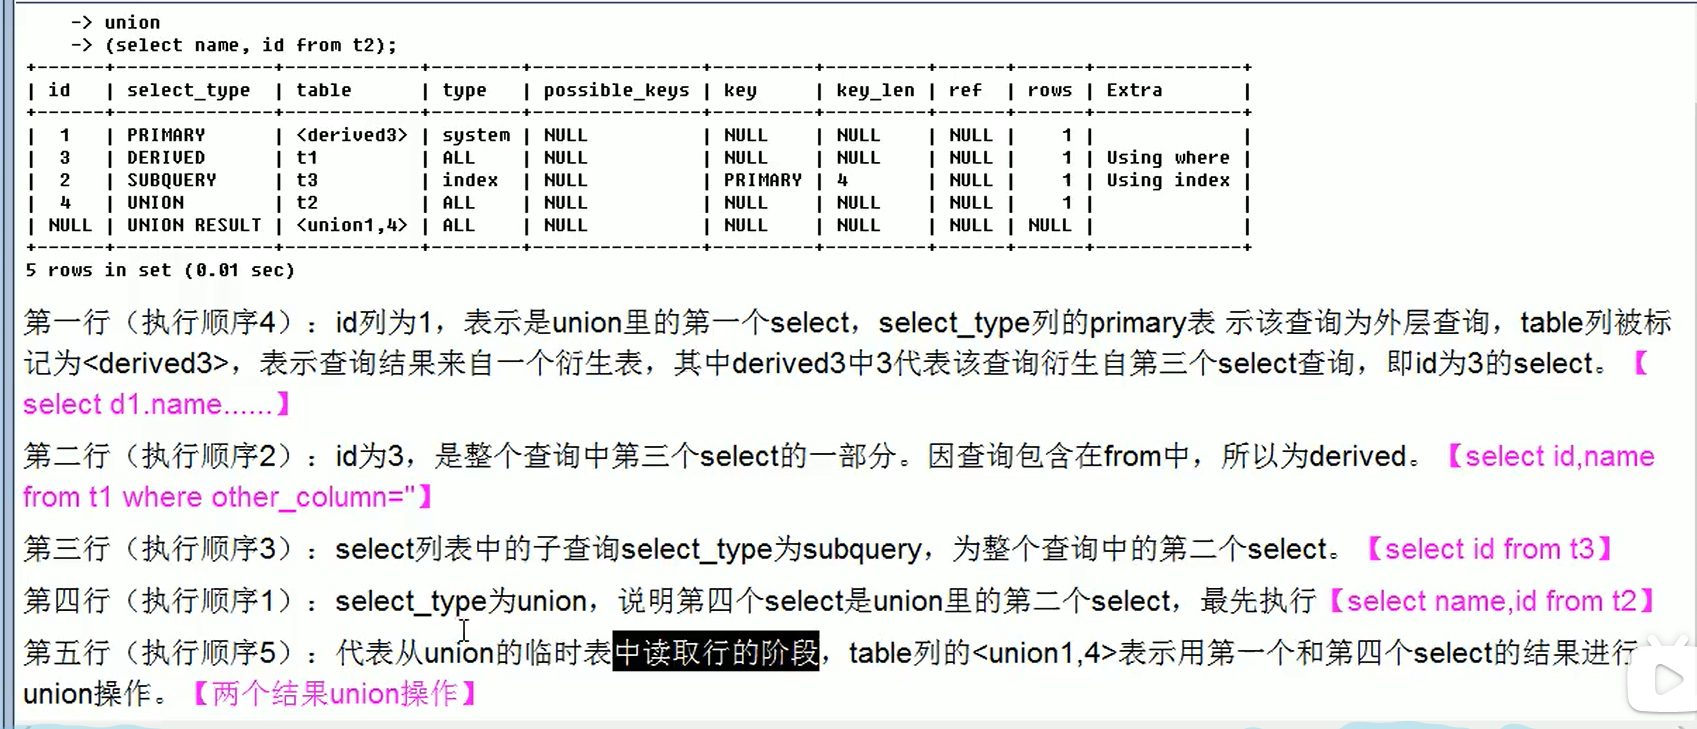 -> union
-> (select name, id from t2);
+------+--------------+------------+--------+---------------+---------+---------+------+------+-------------+
| id | select_type | table | type | possible_keys | key | key_len | ref | rows | Extra |
+------+--------------+------------+--------+---------------+---------+---------+------+------+-------------+
| 1 | PRIMARY | <derived3> | system | NULL | NULL | NULL | NULL | 1 | |
| 3 | DERIVED | t1 | ALL | NULL | NULL | NULL | NULL | 1 | Using where |
| 2 | SUBQUERY | t3 | index | NULL | PRIMARY | 4 | NULL | 1 | Using index |
| 4 | UNION | t2 | ALL | NULL | NULL | NULL | NULL | 1 | |
| NULL | UNION RESULT | <union1,4> | ALL | NULL | NULL | NULL | NULL | NULL | |
+------+--------------+------------+--------+---------------+---------+---------+------+------+-------------+
5 rows in set (0.01 sec)
第一行（执行顺序4）：id列为1，表示是union里的第一个select，select_type列的primary表 示该查询为外层查询，table列被标
记为<derived3>，表示查询结果来自一个衍生表，其中derived3中3代表该查询衍生自第三个select查询，即id为3的select。【
select d1.name......】
第二行（执行顺序2）：id为3，是整个查询中第三个select的一部分。因查询包含在from中，所以为derived。【select id,name
from t1 where other_column=''】
第三行（执行顺序3）：select列表中的子查询select_type为subquery，为整个查询中的第二个select。【select id from t3】
第四行（执行顺序1）：select_type为union，说明第四个select是union里的第二个select，最先执行【select name,id from t2】
第五行（执行顺序5）：代表从union的临时表中读取行的阶段，table列的<union1,4>表示用第一个和第四个select的结果进行
union操作。【两个结果union操作】